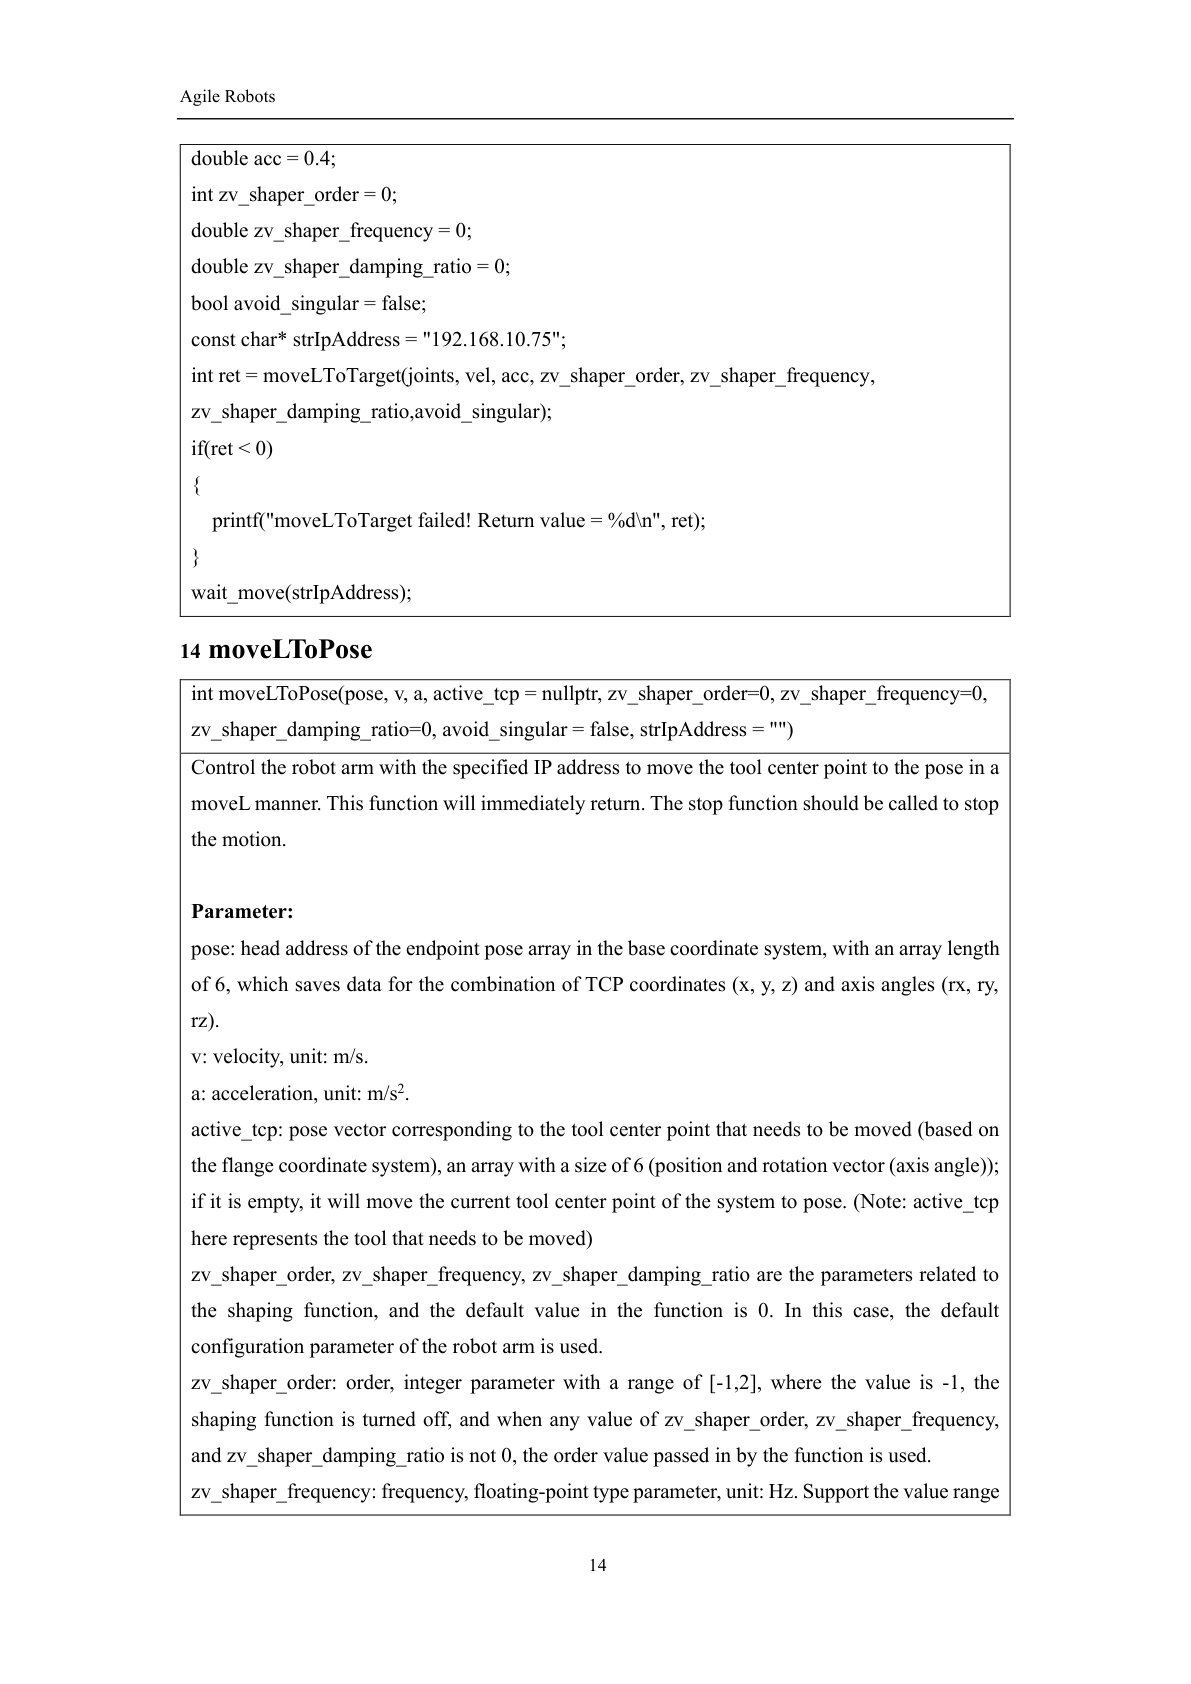 Agile Robots
double acc = 0.4;
int zv_shaper_order = 0;
double zv_shaper_frequency = 0;
double zv_shaper_damping_ratio = 0;
bool avoid_singular = false;
const char* strIpAddress = "192.168.10.75";
int ret = moveLToTarget(joints, vel, acc, zv_shaper_order, zv_shaper_frequency,
zv_shaper_damping_ratio,avoid_singular);
if(ret < 0)
{
printf("moveLToTarget failed! Return value = %d\n", ret);
}
wait_move(strIpAddress);
14 moveLToPose
int moveLToPose(pose, v, a, active_tcp = nullptr, zv_shaper_order=0, zv_shaper_frequency=0,
zv_shaper_damping_ratio=0, avoid_singular = false, strIpAddress = "")
Control the robot arm with the specified IP address to move the tool center point to the pose in a
moveL manner. This function will immediately return. The stop function should be called to stop
the motion.
Parameter:
pose: head address of the endpoint pose array in the base coordinate system, with an array length
of 6, which saves data for the combination of TCP coordinates (x, y, z) and axis angles (rx, ry,
rz).
v: velocity, unit: m/s.
a: acceleration, unit: m/s².
active_tcp: pose vector corresponding to the tool center point that needs to be moved (based on
the flange coordinate system), an array with a size of 6 (position and rotation vector (axis angle));
if it is empty, it will move the current tool center point of the system to pose. (Note: active_tcp
here represents the tool that needs to be moved)
zv_shaper_order, zv_shaper_frequency, zv_shaper_damping_ratio are the parameters related to
the shaping function, and the default value in the function is 0. In this case, the default
configuration parameter of the robot arm is used.
zv_shaper_order: order, integer parameter with a range of [-1,2], where the value is -1, the
shaping function is turned off, and when any value of zv_shaper_order, zv_shaper_frequency,
and zv_shaper_damping_ratio is not 0, the order value passed in by the function is used.
zv_shaper_frequency: frequency, floating-point type parameter, unit: Hz. Support the value range
14